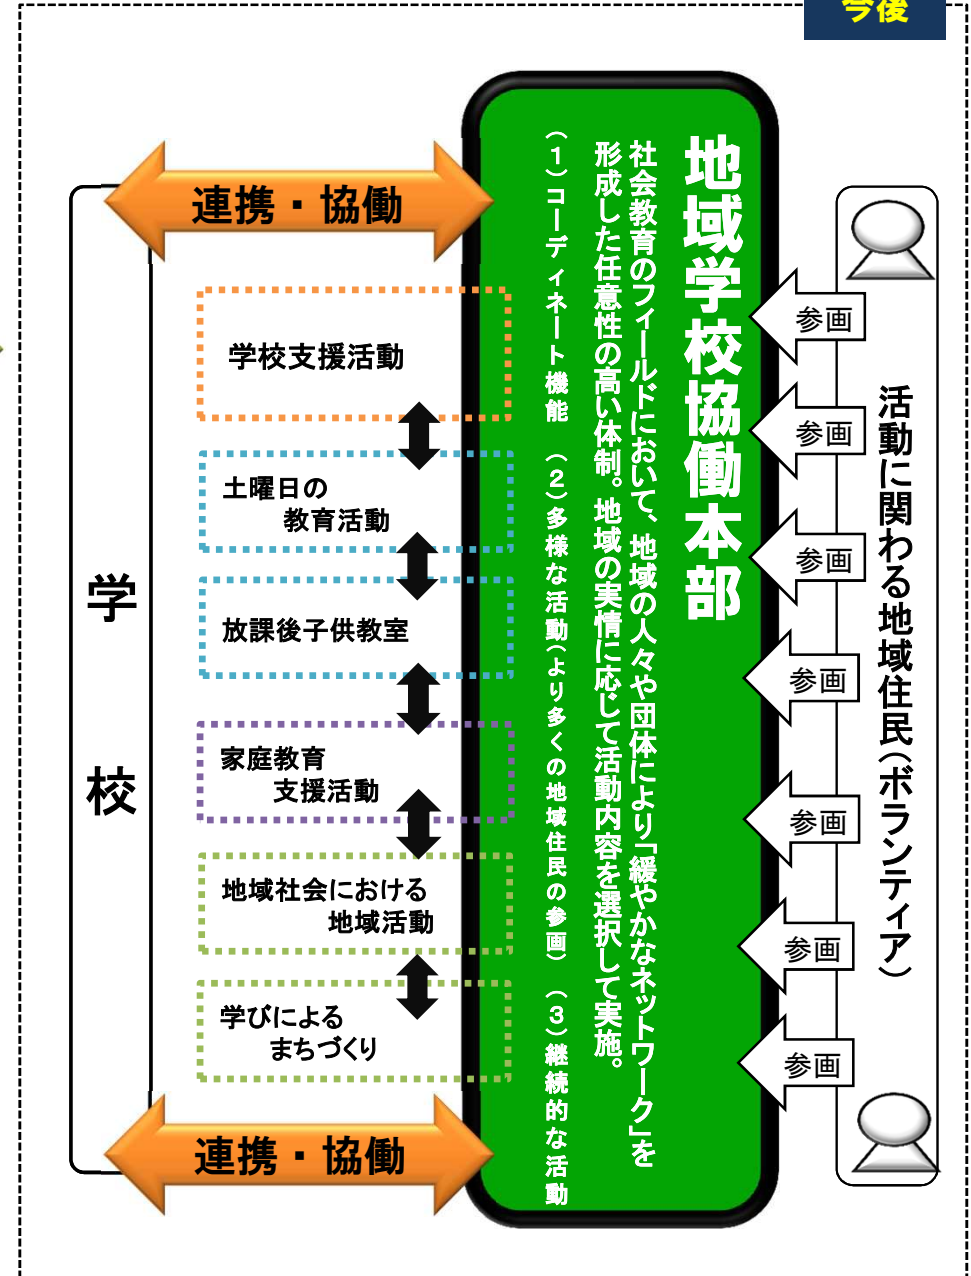 今後
連携・協働
学校
学校支援活動
土曜日の
教育活動
放課後子供教室
家庭教育
支援活動
地域社会における
地域活動
学びによる
まちづくり
連携・協働
地域学校協働本部
社会教育のフィールドにおいて、地域の人々や団体により「緩やかなネットワーク」を
形成した任意性の高い体制。地域の実情に応じて活動内容を選択して実施。
(1)コーディネート機能 (2)多様な活動(より多くの地域住民の参画) (3)継続的な活動
参画
参画
参画
参画
参画
参画
参画
活動に関わる地域住民(ボランティア)